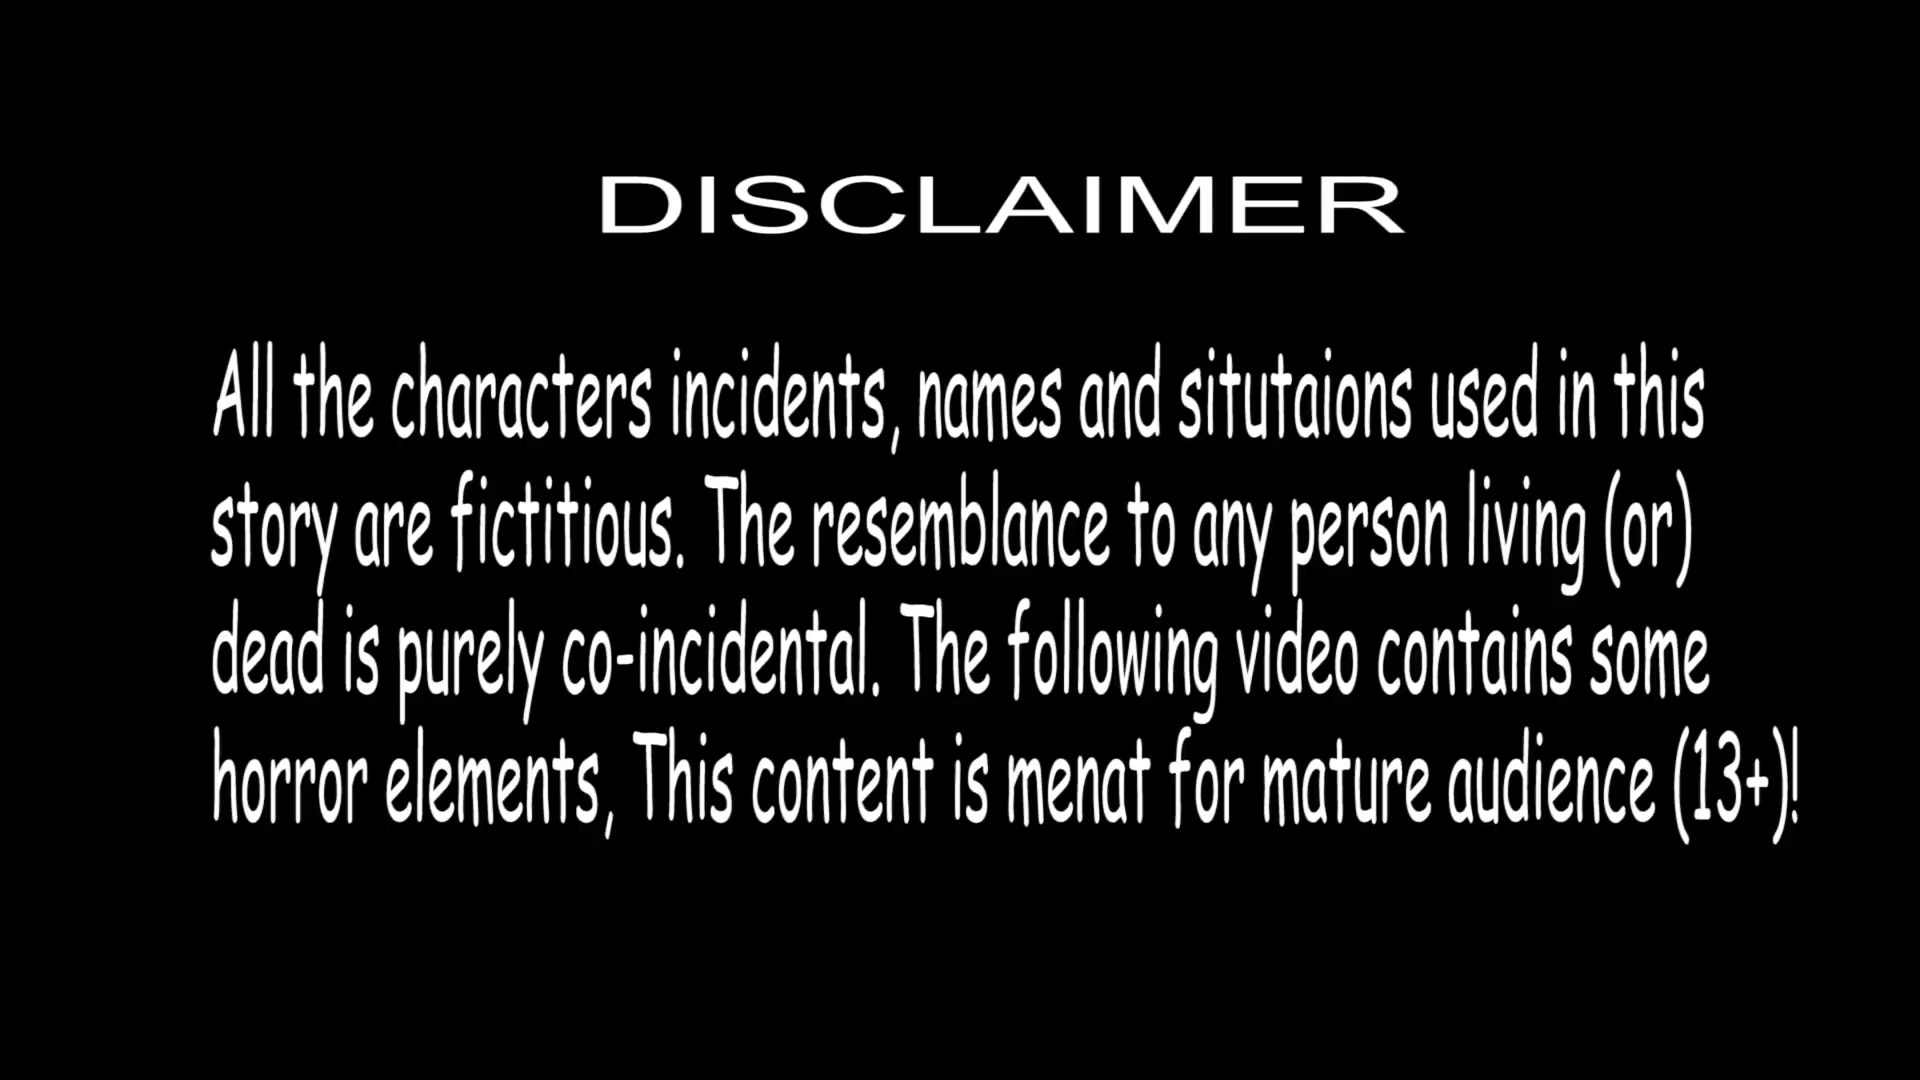 DISCLAIMER
All the characters incidents, names and situtaions used in this
story are fictitious. The resemblance to any person living (or)
dead is purely co-incidental. The following video contains some
horror elements, This content is menat for mature audience (13+)!